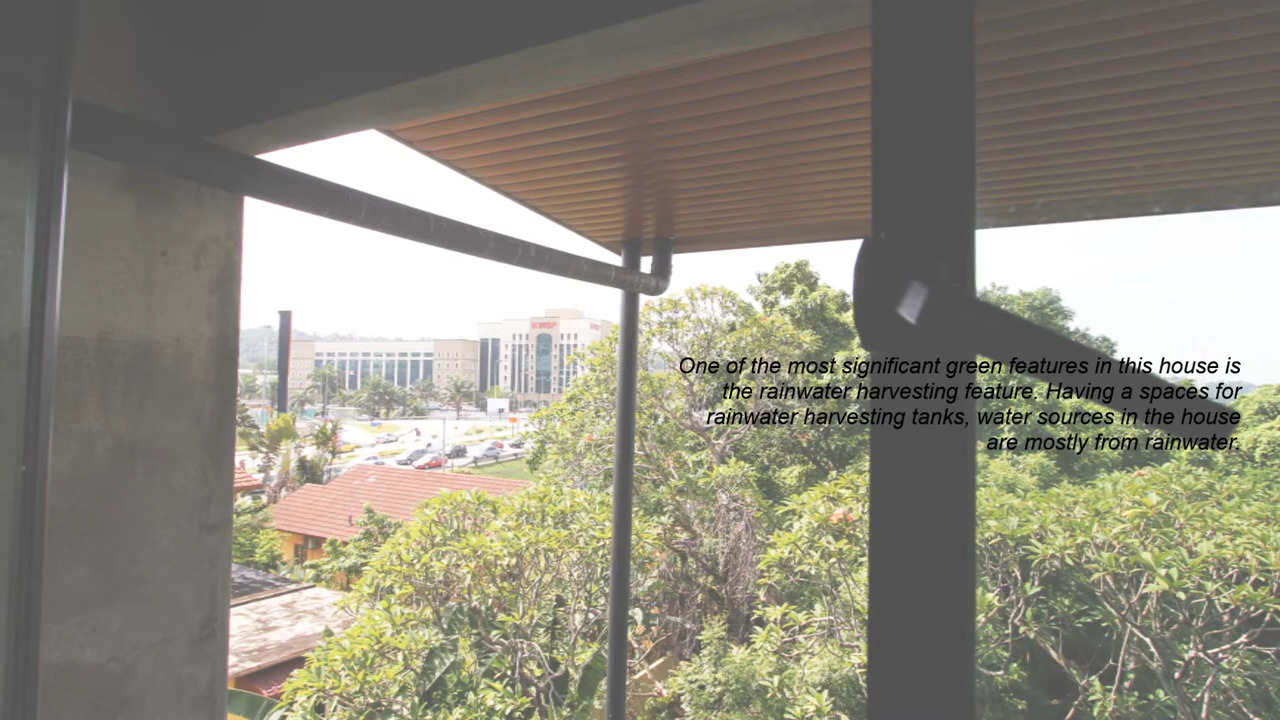 KWSP
One of the most significant green features in this house is
the rainwater harvesting feature. Having a spaces for
rainwater harvesting tanks, water sources in the house
are mostly from rainwater.